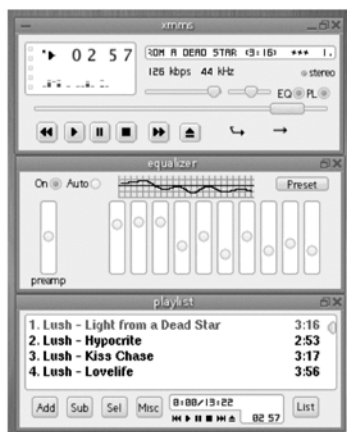 xmms
02 57
ROM A DEAD STAR (3:16) *** 1.
126 kbps 44 kHz
stereo
EQ PL
equalizer
On Auto
Preset
preamp
playlist
1. Lush - Light from a Dead Star 3:16
2. Lush - Hypocrite 2:53
3. Lush - Kiss Chase 3:17
4. Lush - Lovelife 3:56
Add Sub Sel Misc
0:00/13:22
02 57
List